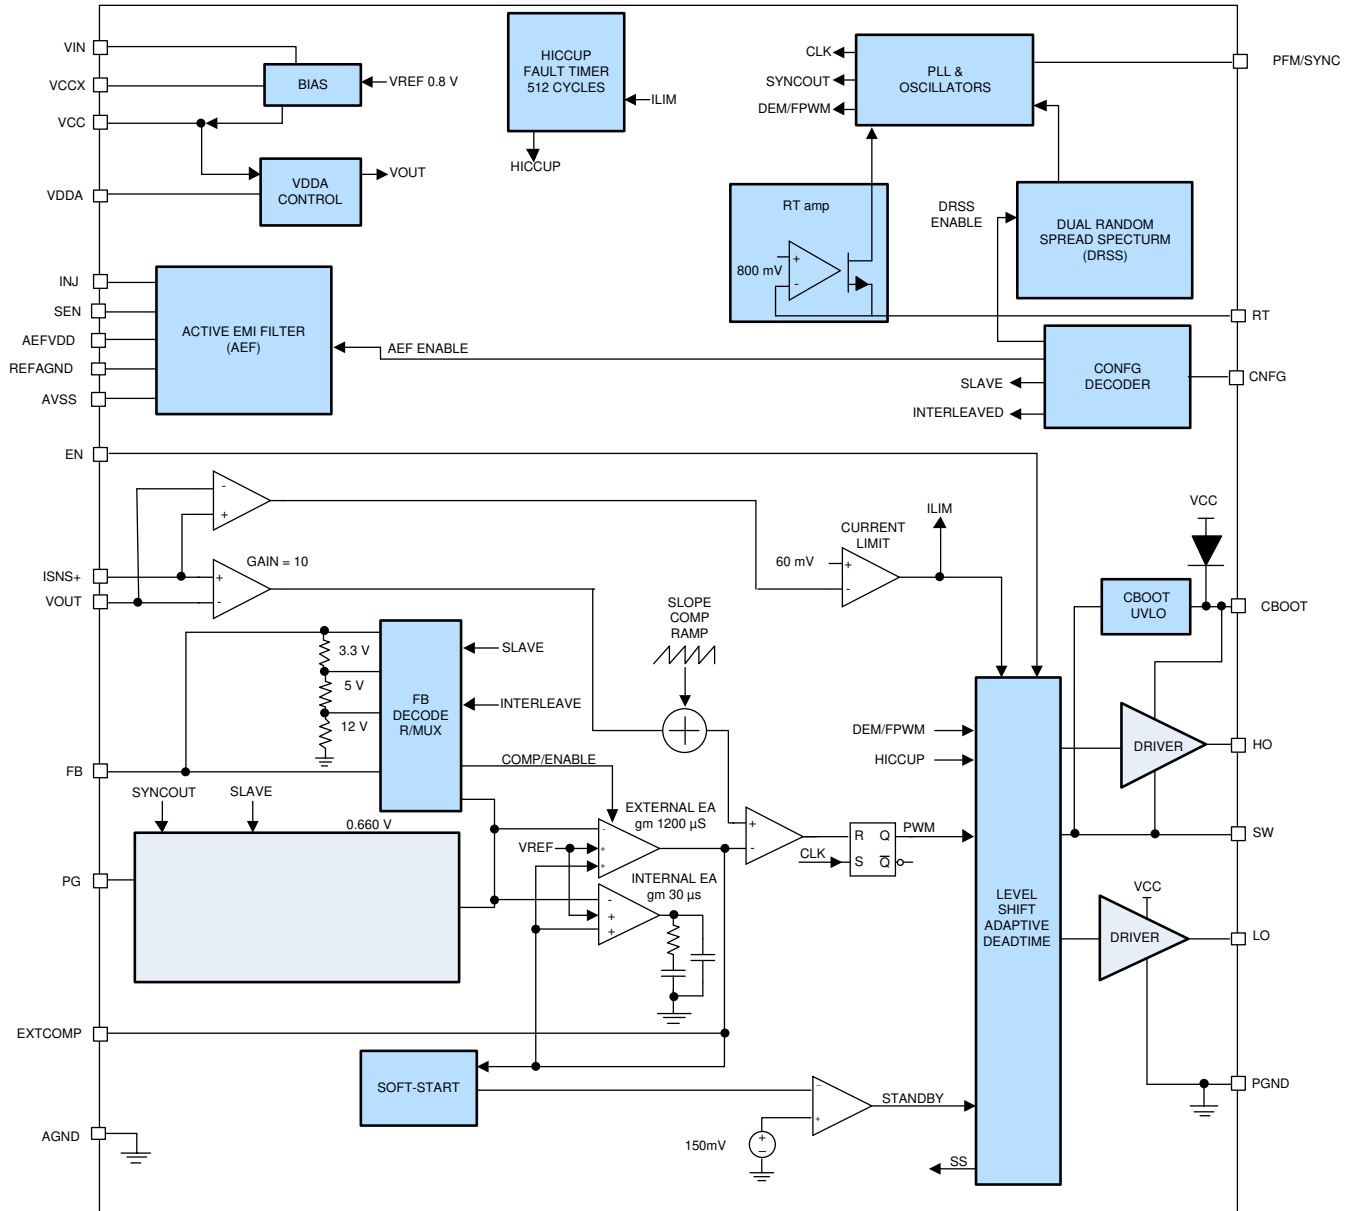 VIN
VCCX
VCC
VDDA
BIAS
VREF 0.8 V
VDDA
CONTROL
VOUT
HICCUP
FAULT TIMER
512 CYCLES
ILIM
HICCUP
CLK
SYNCOUT
DEM/FPWM
PLL &
OSCILLATORS
PFM/SYNC
RT amp
800 mV
+
-
DRSS
ENABLE
DUAL RANDOM
SPREAD SPECTURM
(DRSS)
RT
INJ
SEN
AEFVDD
REFAGND
AVSS
ACTIVE EMI FILTER
(AEF)
AEF ENABLE
SLAVE
INTERLEAVED
CONFG
DECODER
CNFG
EN
-
+
ISNS+
VOUT
+
-
GAIN = 10
60 mV
+
-
CURRENT
LIMIT
ILIM
VCC
CBOOT
UVLO
CBOOT
SLOPE
COMP
RAMP
3.3 V
5 V
12 V
FB
DECODE
R/MUX
SLAVE
INTERLEAVE
COMP/ENABLE
FB
SYNCOUT
SLAVE
0.660 V
PG
VREF
EXTERNAL EA
gm 1200 µS
-
+
+
INTERNAL EA
gm 30 µs
-
+
+
+
-
CLK
R
Q
S
Q
PWM
DEM/FPWM
HICCUP
LEVEL
SHIFT
ADAPTIVE
DEADTIME
DRIVER
HO
SW
VCC
DRIVER
LO
EXTCOMP
SOFT-START
150mV
+
−
−
+
STANDBY
SS
PGND
AGND